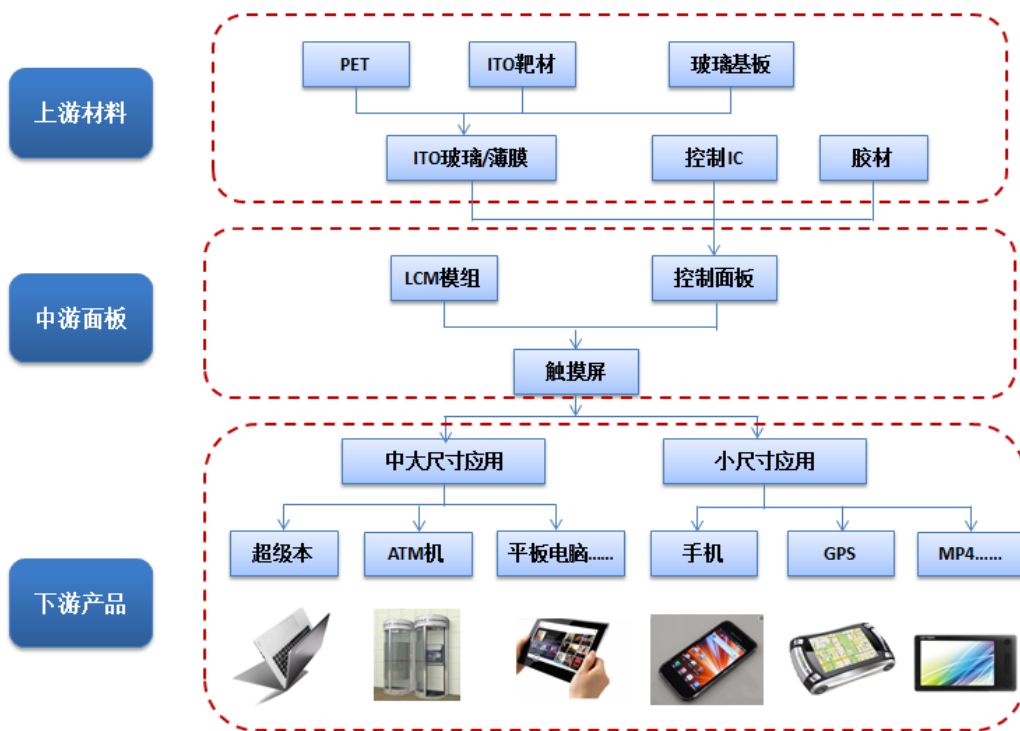 上游材料
PET
ITO靶材
玻璃基板
ITO玻璃/薄膜
控制IC
胶材
中游面板
LCM模组
控制面板
触摸屏
下游产品
中大尺寸应用
小尺寸应用
超级本
ATM机
平板电脑......
手机
GPS
MP4......